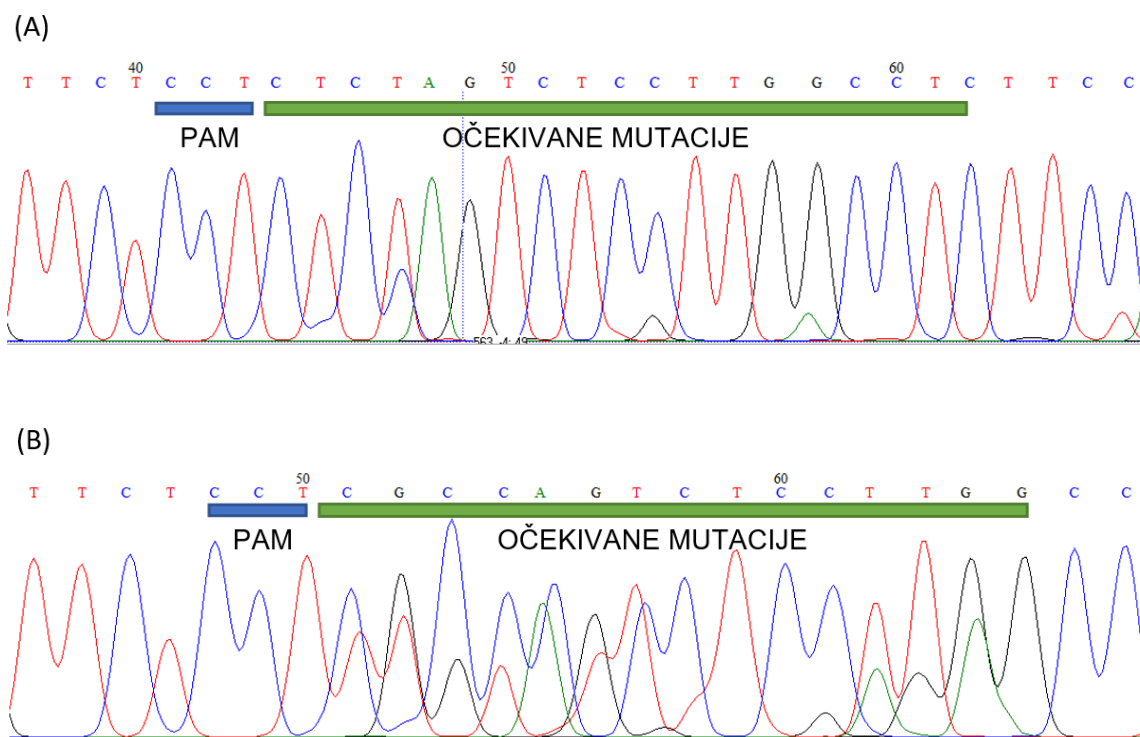 (A)
40 50 60
T T C T C C T C T C T A G T C T C C T T G G C C T C T T C C
PAM OČEKIVANE MUTACIJE
(B)
50 60
T T C T C C T C G C C A G T C T C C T T G G C C
PAM OČEKIVANE MUTACIJE